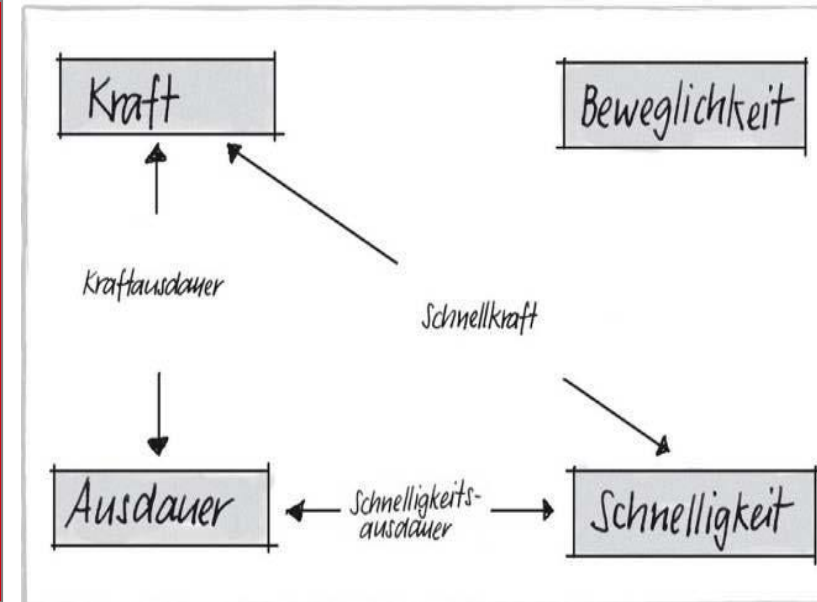 Kraft
Beweglichkeit
Kraftausdauer
Schnellkraft
Ausdauer
Schnelligkeits-
ausdauer
Schnelligkeit